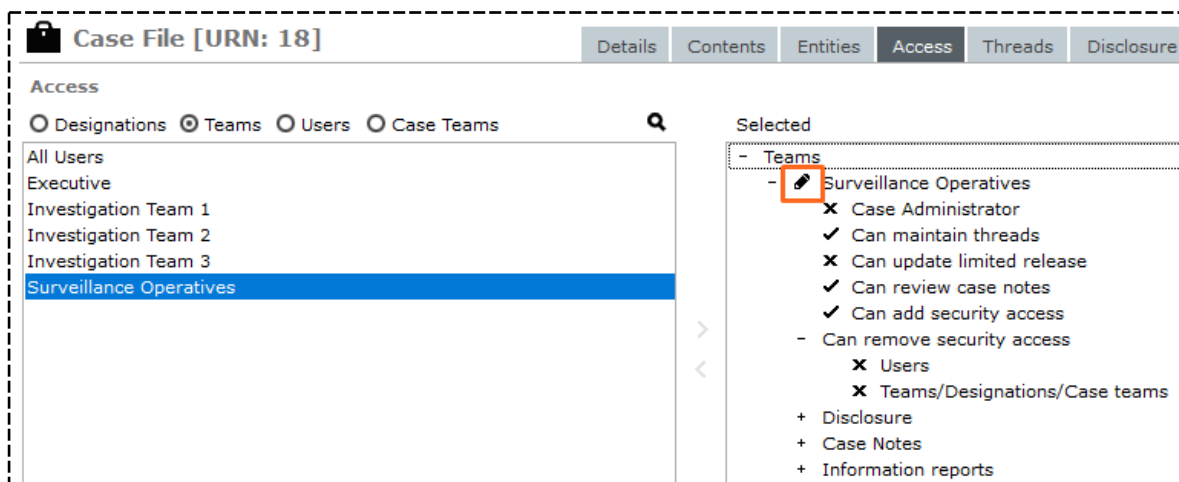 Case File [URN: 18]
Details Contents Entities Access Threads Disclosure
Access
Designations Teams Users Case Teams
Selected
All Users
Executive
Investigation Team 1
Investigation Team 2
Investigation Team 3
Surveillance Operatives
- Teams
- Surveillance Operatives
Case Administrator
Can maintain threads
Can update limited release
Can review case notes
Can add security access
- Can remove security access
Users
Teams/Designations/Case teams
+ Disclosure
+ Case Notes
+ Information reports